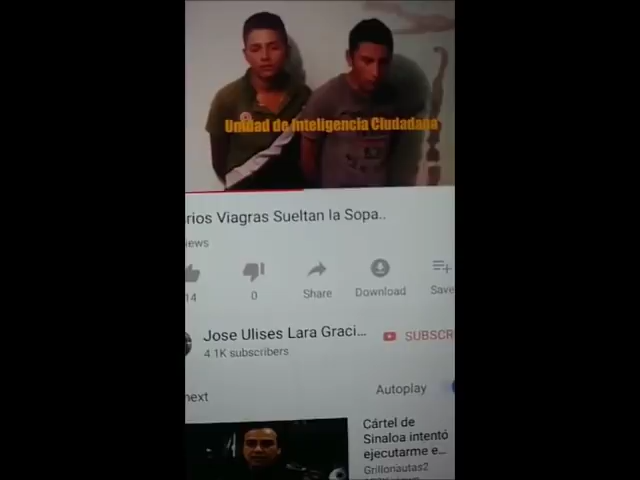 Unidad de Inteligencia Ciudadana
rios Viagras Sueltan la Sopa..
iews
14
0
Share
Download
Save
Jose Ulises Lara Graci...
SUBSCR
4.1K subscribers
next
Autoplay
Cártel de
Sinaloa intentó
ejecutarme e...
Grillonautas2